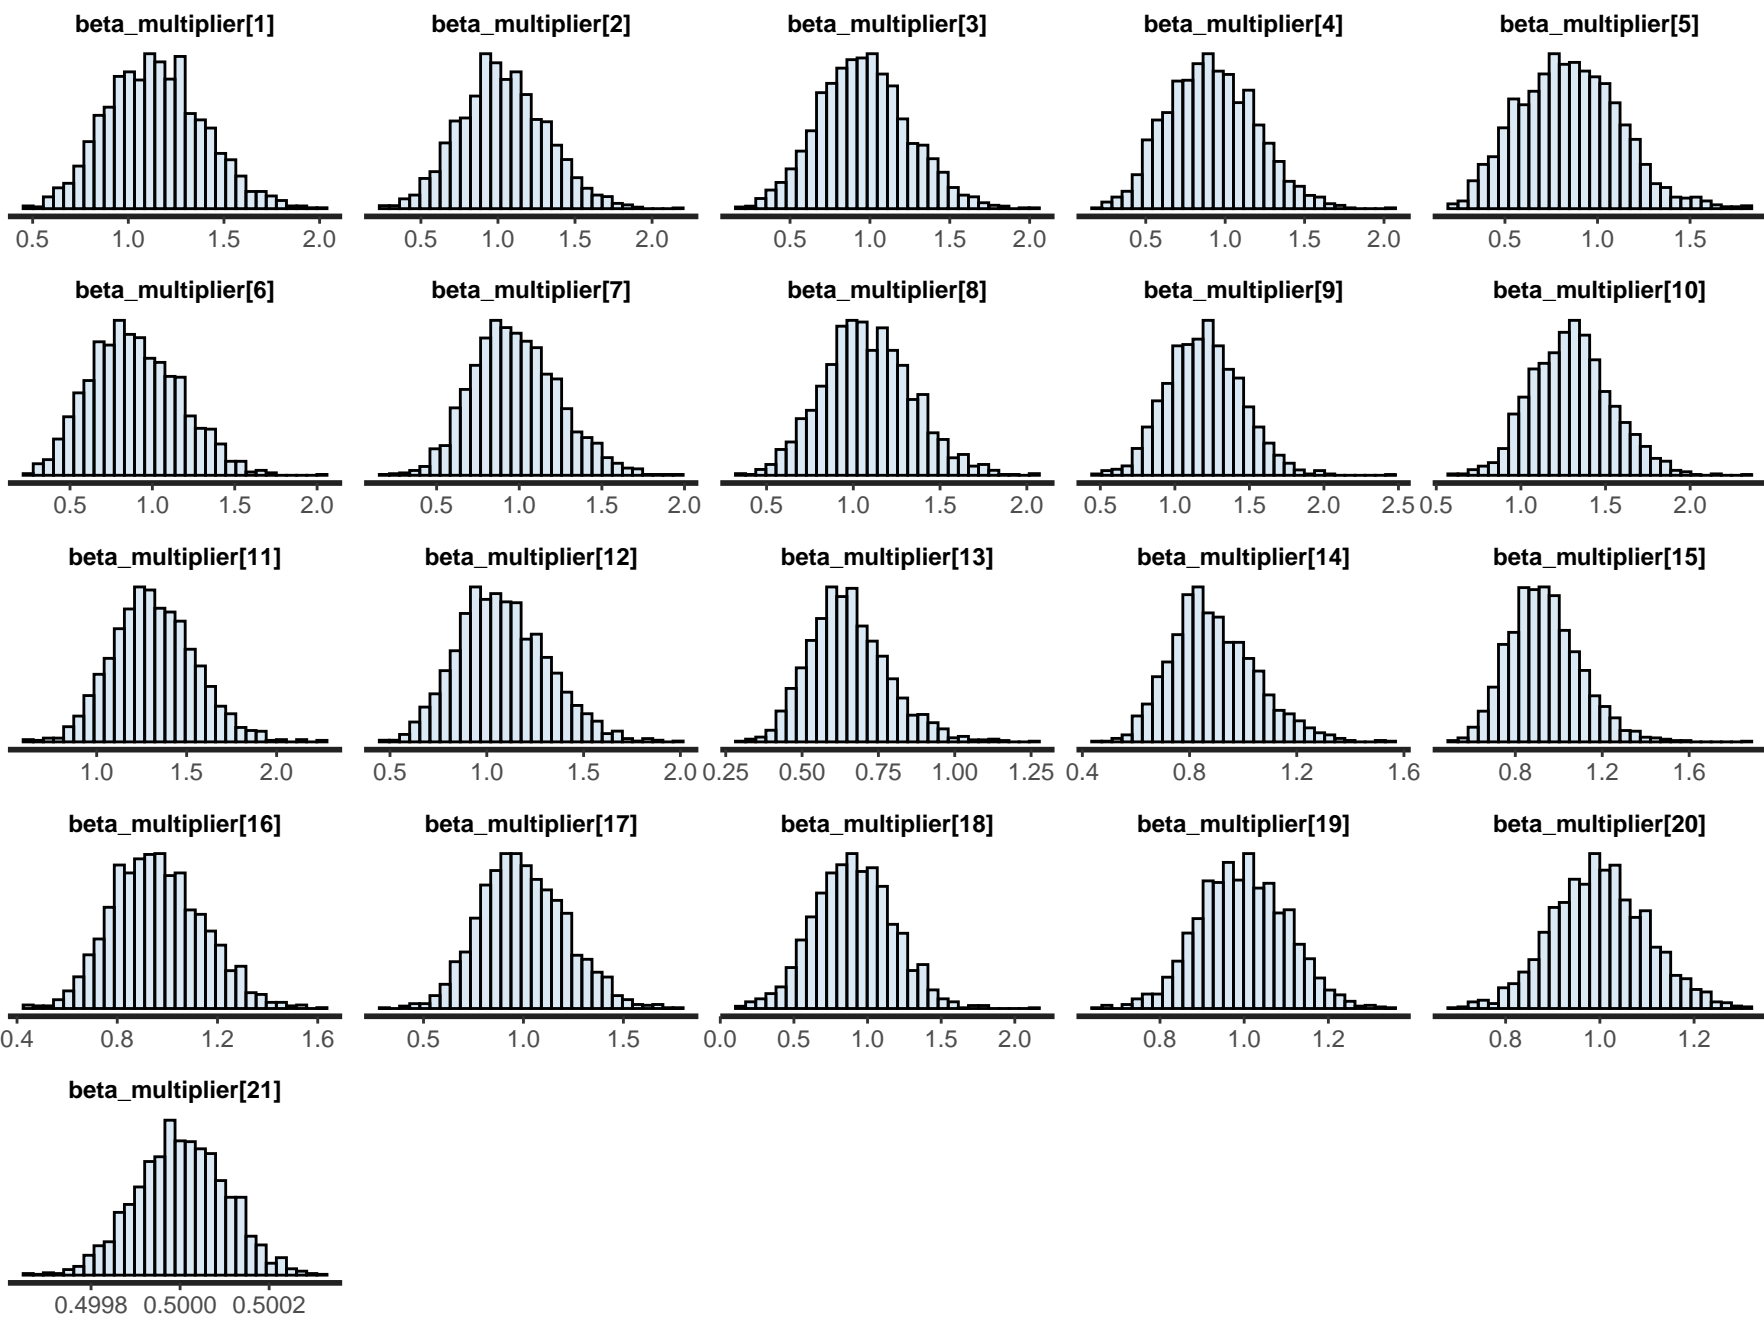 beta_multiplier[1] beta_multiplier[2] beta_multiplier[3] beta_multiplier[4] beta_multiplier[5]
0.5 1.0 1.5 2.0 0.5 1.0 1.5 2.0 0.5 1.0 1.5 2.0 0.5 1.0 1.5 2.0 0.5 1.0 1.5
beta_multiplier[6] beta_multiplier[7] beta_multiplier[8] beta_multiplier[9] beta_multiplier[10]
0.5 1.0 1.5 2.0 0.5 1.0 1.5 2.0 0.5 1.0 1.5 2.0 0.5 1.0 1.5 2.0 2.5 0.5 1.0 1.5 2.0
beta_multiplier[11] beta_multiplier[12] beta_multiplier[13] beta_multiplier[14] beta_multiplier[15]
1.0 1.5 2.0 0.5 1.0 1.5 2.0 0.25 0.50 0.75 1.00 1.25 0.4 0.8 1.2 1.6 0.8 1.2 1.6
beta_multiplier[16] beta_multiplier[17] beta_multiplier[18] beta_multiplier[19] beta_multiplier[20]
0.4 0.8 1.2 1.6 0.5 1.0 1.5 0.0 0.5 1.0 1.5 2.0 0.8 1.0 1.2 0.8 1.0 1.2
beta_multiplier[21]
0.4998 0.5000 0.5002